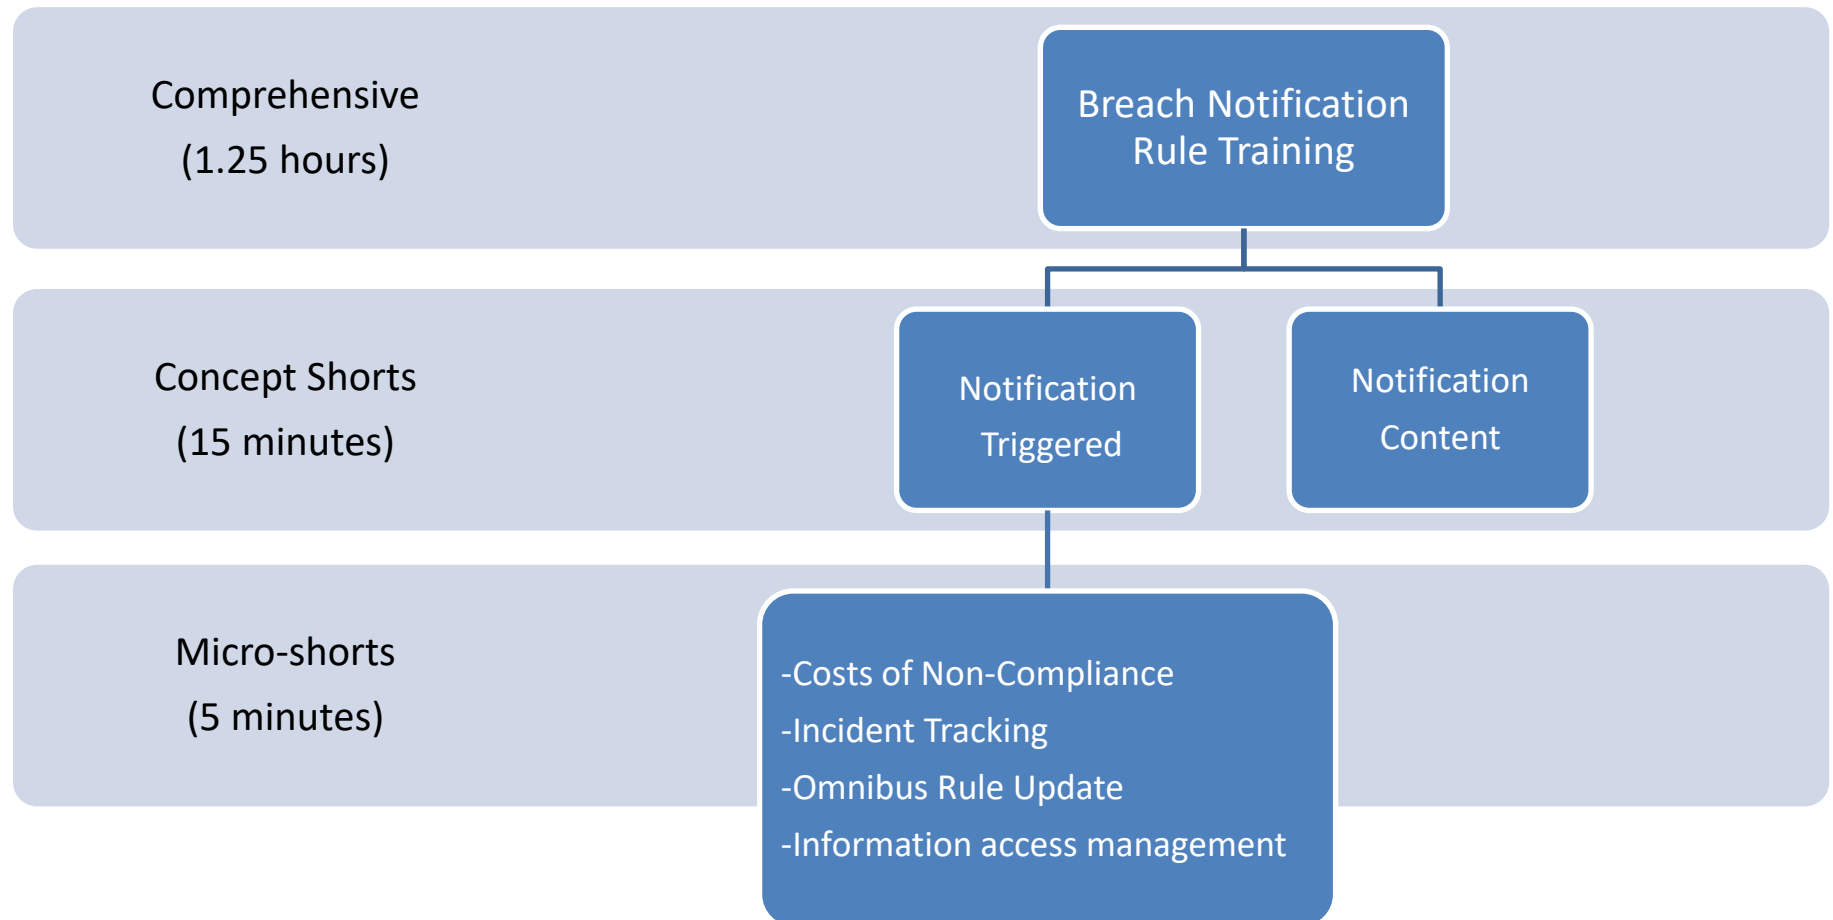 Comprehensive
(1.25 hours)
Breach Notification
Rule Training
Concept Shorts
(15 minutes)
Notification
Triggered
Notification
Content
Micro-shorts
(5 minutes)
-Costs of Non-Compliance
-Incident Tracking
-Omnibus Rule Update
-Information access management